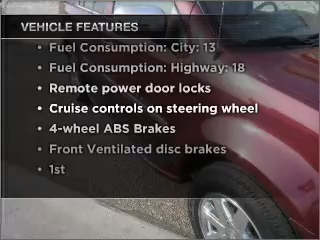 VEHICLE FEATURES
• Fuel Consumption: City: 13
• Fuel Consumption: Highway: 18
• Remote power door locks
• Cruise controls on steering wheel
• 4-wheel ABS Brakes
• Front Ventilated disc brakes
• 1st